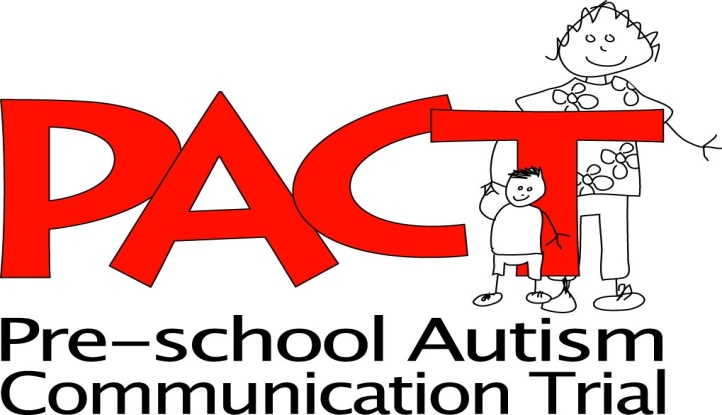 PACT
Pre-school Autism
Communication Trial